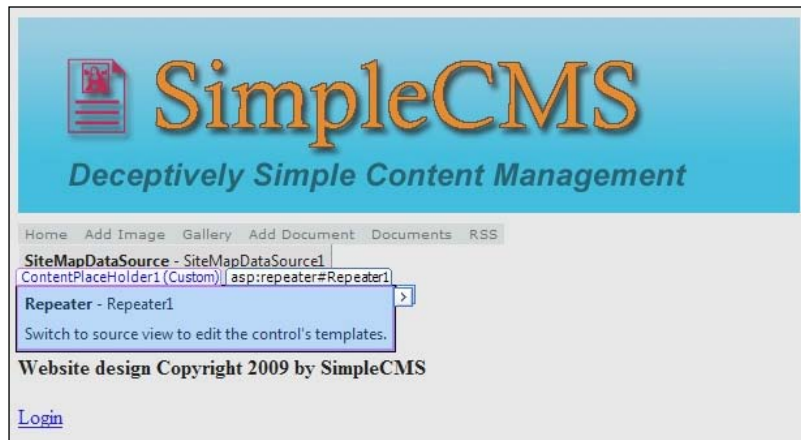 SimpleCMS
Deceptively Simple Content Management
Home Add Image Gallery Add Document Documents RSS
SiteMapDataSource - SiteMapDataSource1
ContentPlaceHolder1 (Custom) asp:repeater#Repeater1
Repeater - Repeater1
Switch to source view to edit the control's templates.
Website design Copyright 2009 by SimpleCMS
Login